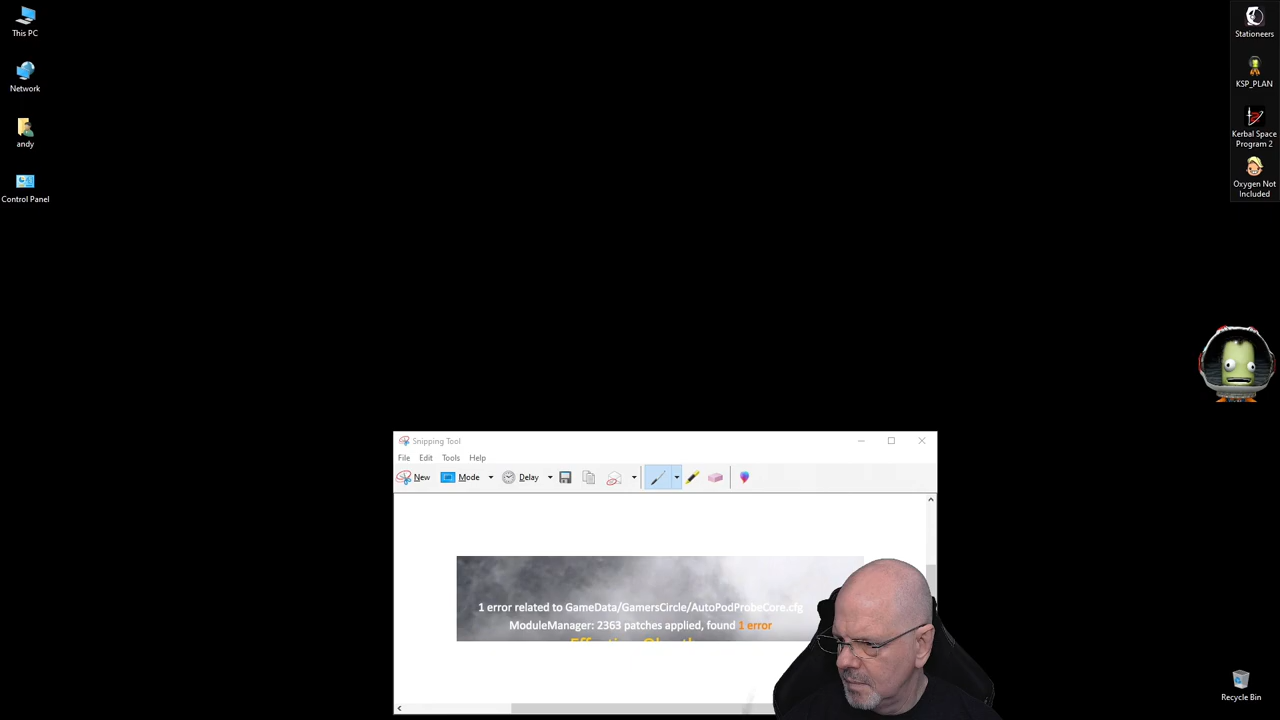 This PC
Network
andy
Control Panel
Stationeers
KSP_PLAN
Kerbal Space
Program 2
Oxygen Not
Included
Snipping Tool
File Edit Tools Help
New Mode Delay
1 error related to GameData/GamersCircle/AutoPodProbeCore.cfg
ModuleManager: 2363 patches applied, found 1 error
Recycle Bin